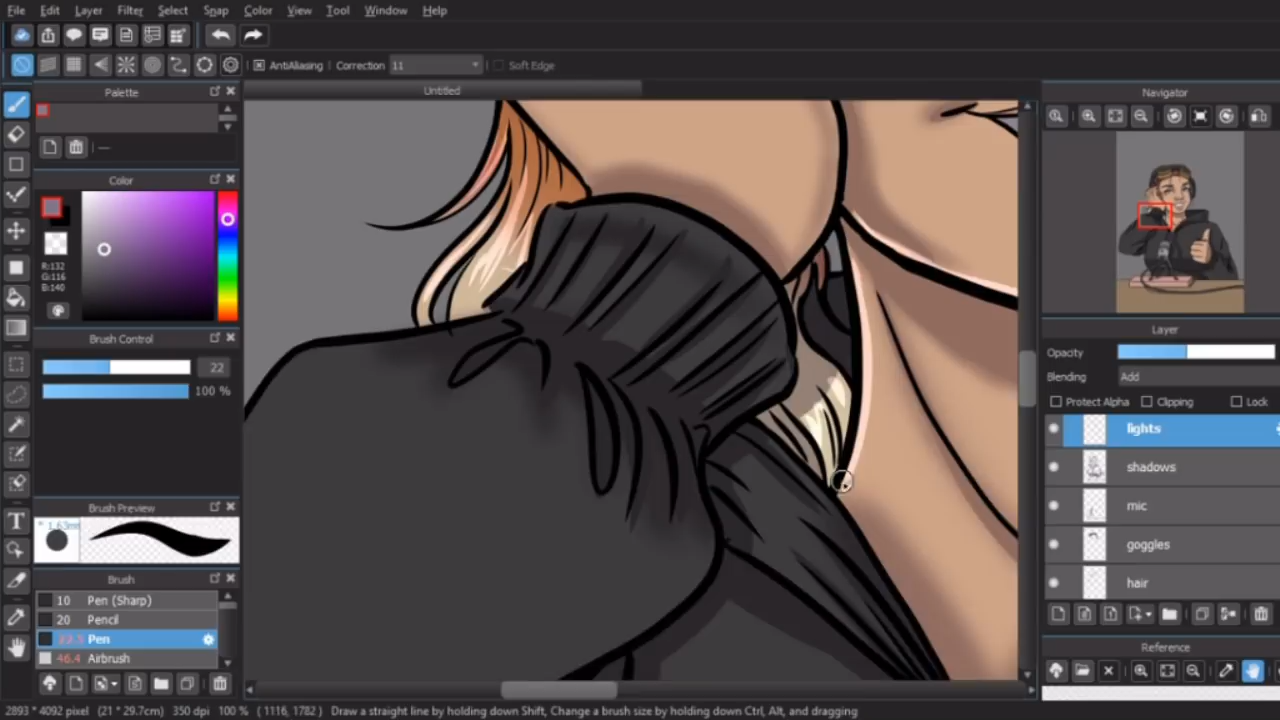 File Edit Layer Filter Select Snap Color View Tool Window Help
AntiAliasing Correction 11 Soft Edge
Palette
Untitled
Navigator
Color
R:132
G:116
B:140
Brush Control
22
100 %
Brush Preview
* 1.63mm
Brush
10 Pen (Sharp)
20 Pencil
Pen
46.4 Airbrush
Layer
Opacity
Blending Add
Protect Alpha Clipping Lock
lights
shadows
mic
goggles
hair
Reference
2893 * 4092 pixel (21 * 29.7cm) 350 dpi 100 % ( 1116, 1782 ) Draw a straight line by holding down Shift, Change a brush size by holding down Ctrl, Alt, and dragging